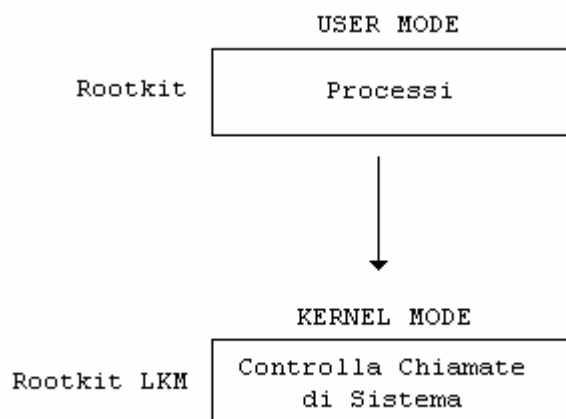 USER MODE
Rootkit
Processi
KERNEL MODE
Rootkit LKM
Controlla Chiamate
di Sistema